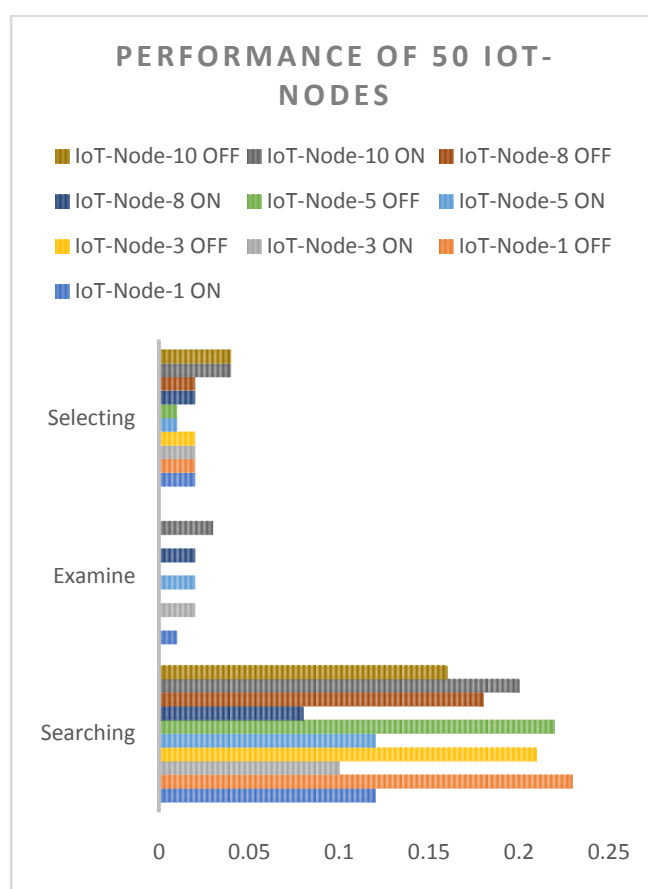 PERFORMANCE OF 50 IOT-
NODES
IoT-Node-10 OFF IoT-Node-10 ON IoT-Node-8 OFF
IoT-Node-8 ON IoT-Node-5 OFF IoT-Node-5 ON
IoT-Node-3 OFF IoT-Node-3 ON IoT-Node-1 OFF
IoT-Node-1 ON
Selecting
Examine
Searching
0 0.05 0.1 0.15 0.2 0.25